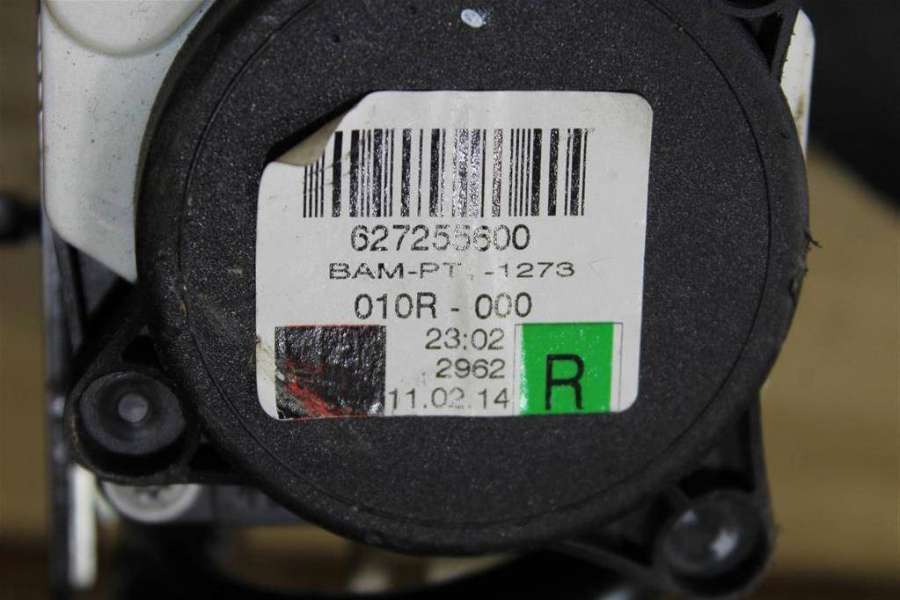 627255600
BAM-PT -1273
010R - 000
23:02
2962
11.02.14
R